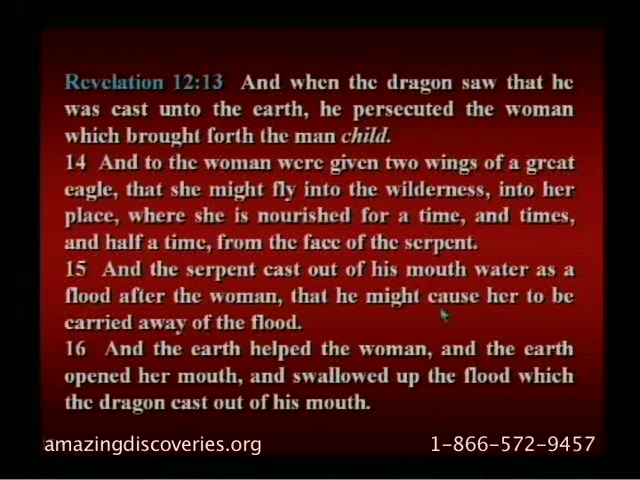 Revelation 12:13 And when the dragon saw that he
was cast unto the earth, he persecuted the woman
which brought forth the man child.
14 And to the woman were given two wings of a great
eagle, that she might fly into the wilderness, into her
place, where she is nourished for a time, and times,
and half a time, from the face of the serpent.
15 And the serpent cast out of his mouth water as a
flood after the woman, that he might cause her to be
carried away of the flood.
16 And the earth helped the woman, and the earth
opened her mouth, and swallowed up the flood which
the dragon cast out of his mouth.
amazingdiscoveries.org 1-866-572-9457